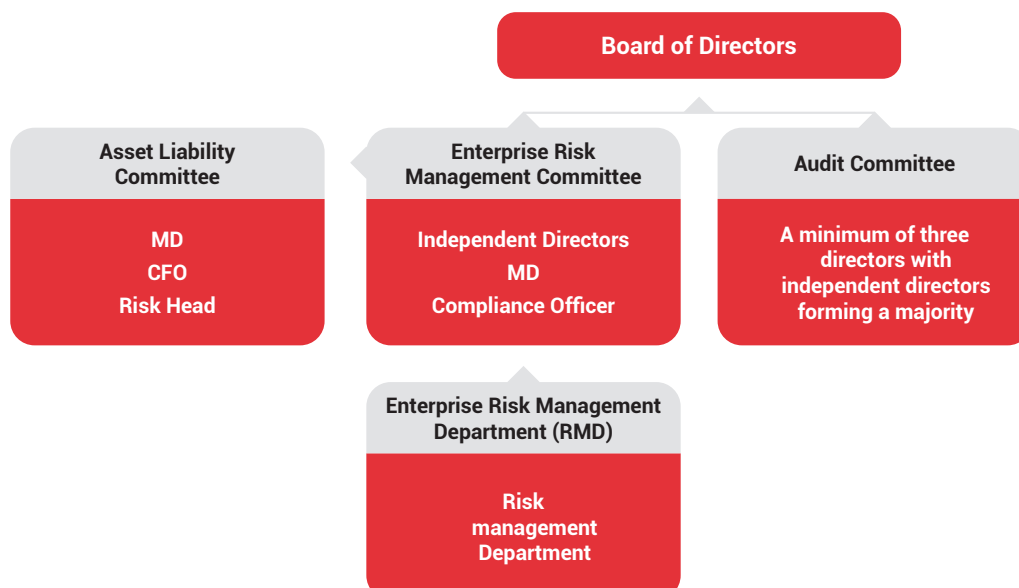 Board of Directors
Asset Liability
Committee
MD
CFO
Risk Head
Enterprise Risk
Management Committee
Independent Directors
MD
Compliance Officer
Audit Committee
A minimum of three
directors with
independent directors
forming a majority
Enterprise Risk Management
Department (RMD)
Risk
management
Department